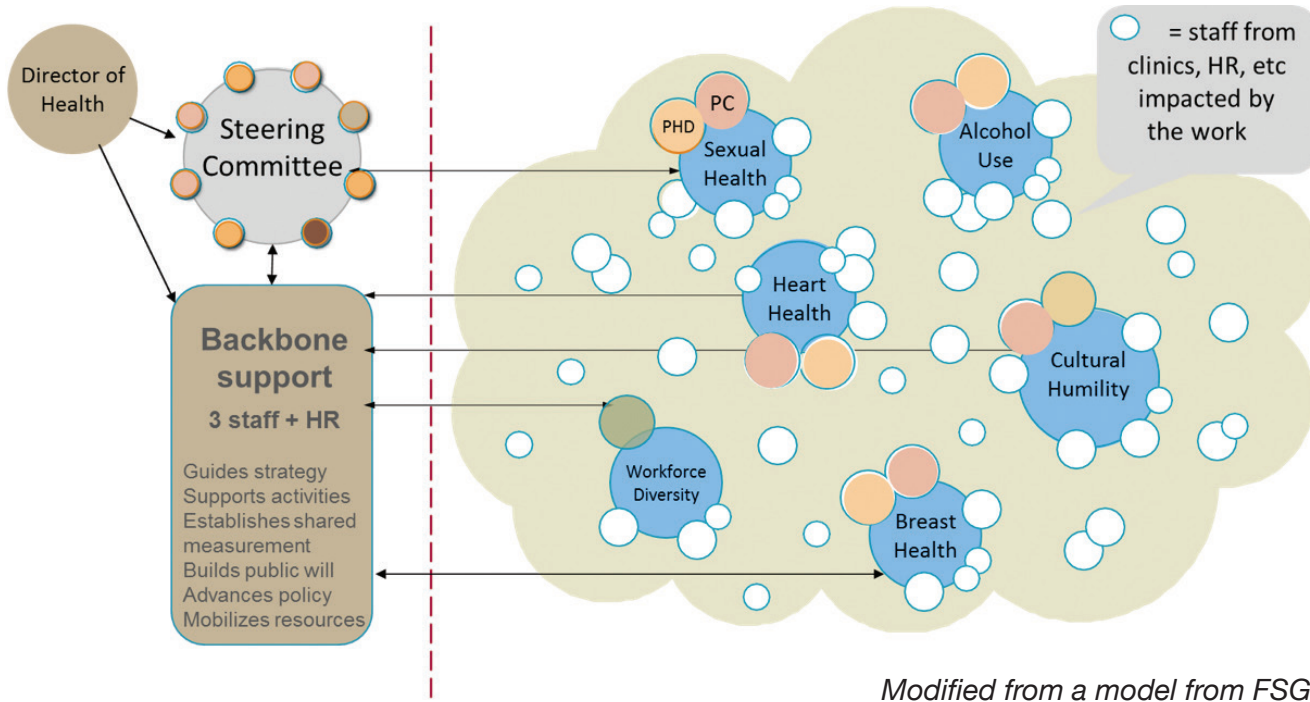 Director of
Health
Steering
Committee
Backbone
support
3 staff + HR
Guides strategy
Supports activities
Establishes shared
measurement
Builds public will
Advances policy
Mobilizes resources
PHD
PC
Sexual
Health
Alcohol
Use
= staff from
clinics, HR, etc
impacted by
the work
Heart
Health
Cultural
Humility
Workforce
Diversity
Breast
Health
Modified from a model from FSG